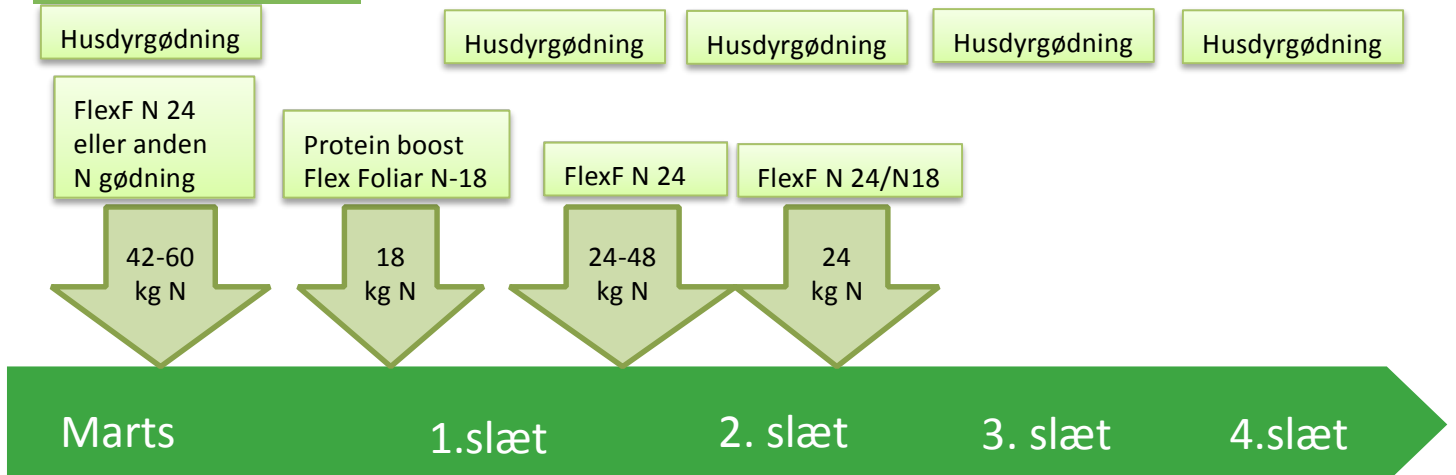 Husdyrgødning
Husdyrgødning
Husdyrgødning
Husdyrgødning
Husdyrgødning
FlexF N 24
eller anden
N gødning
Protein boost
Flex Foliar N-18
FlexF N 24
FlexF N 24/N18
42-60
kg N
18
kg N
24-48
kg N
24
kg N
Marts
1.slæt
2. slæt
3. slæt
4.slæt